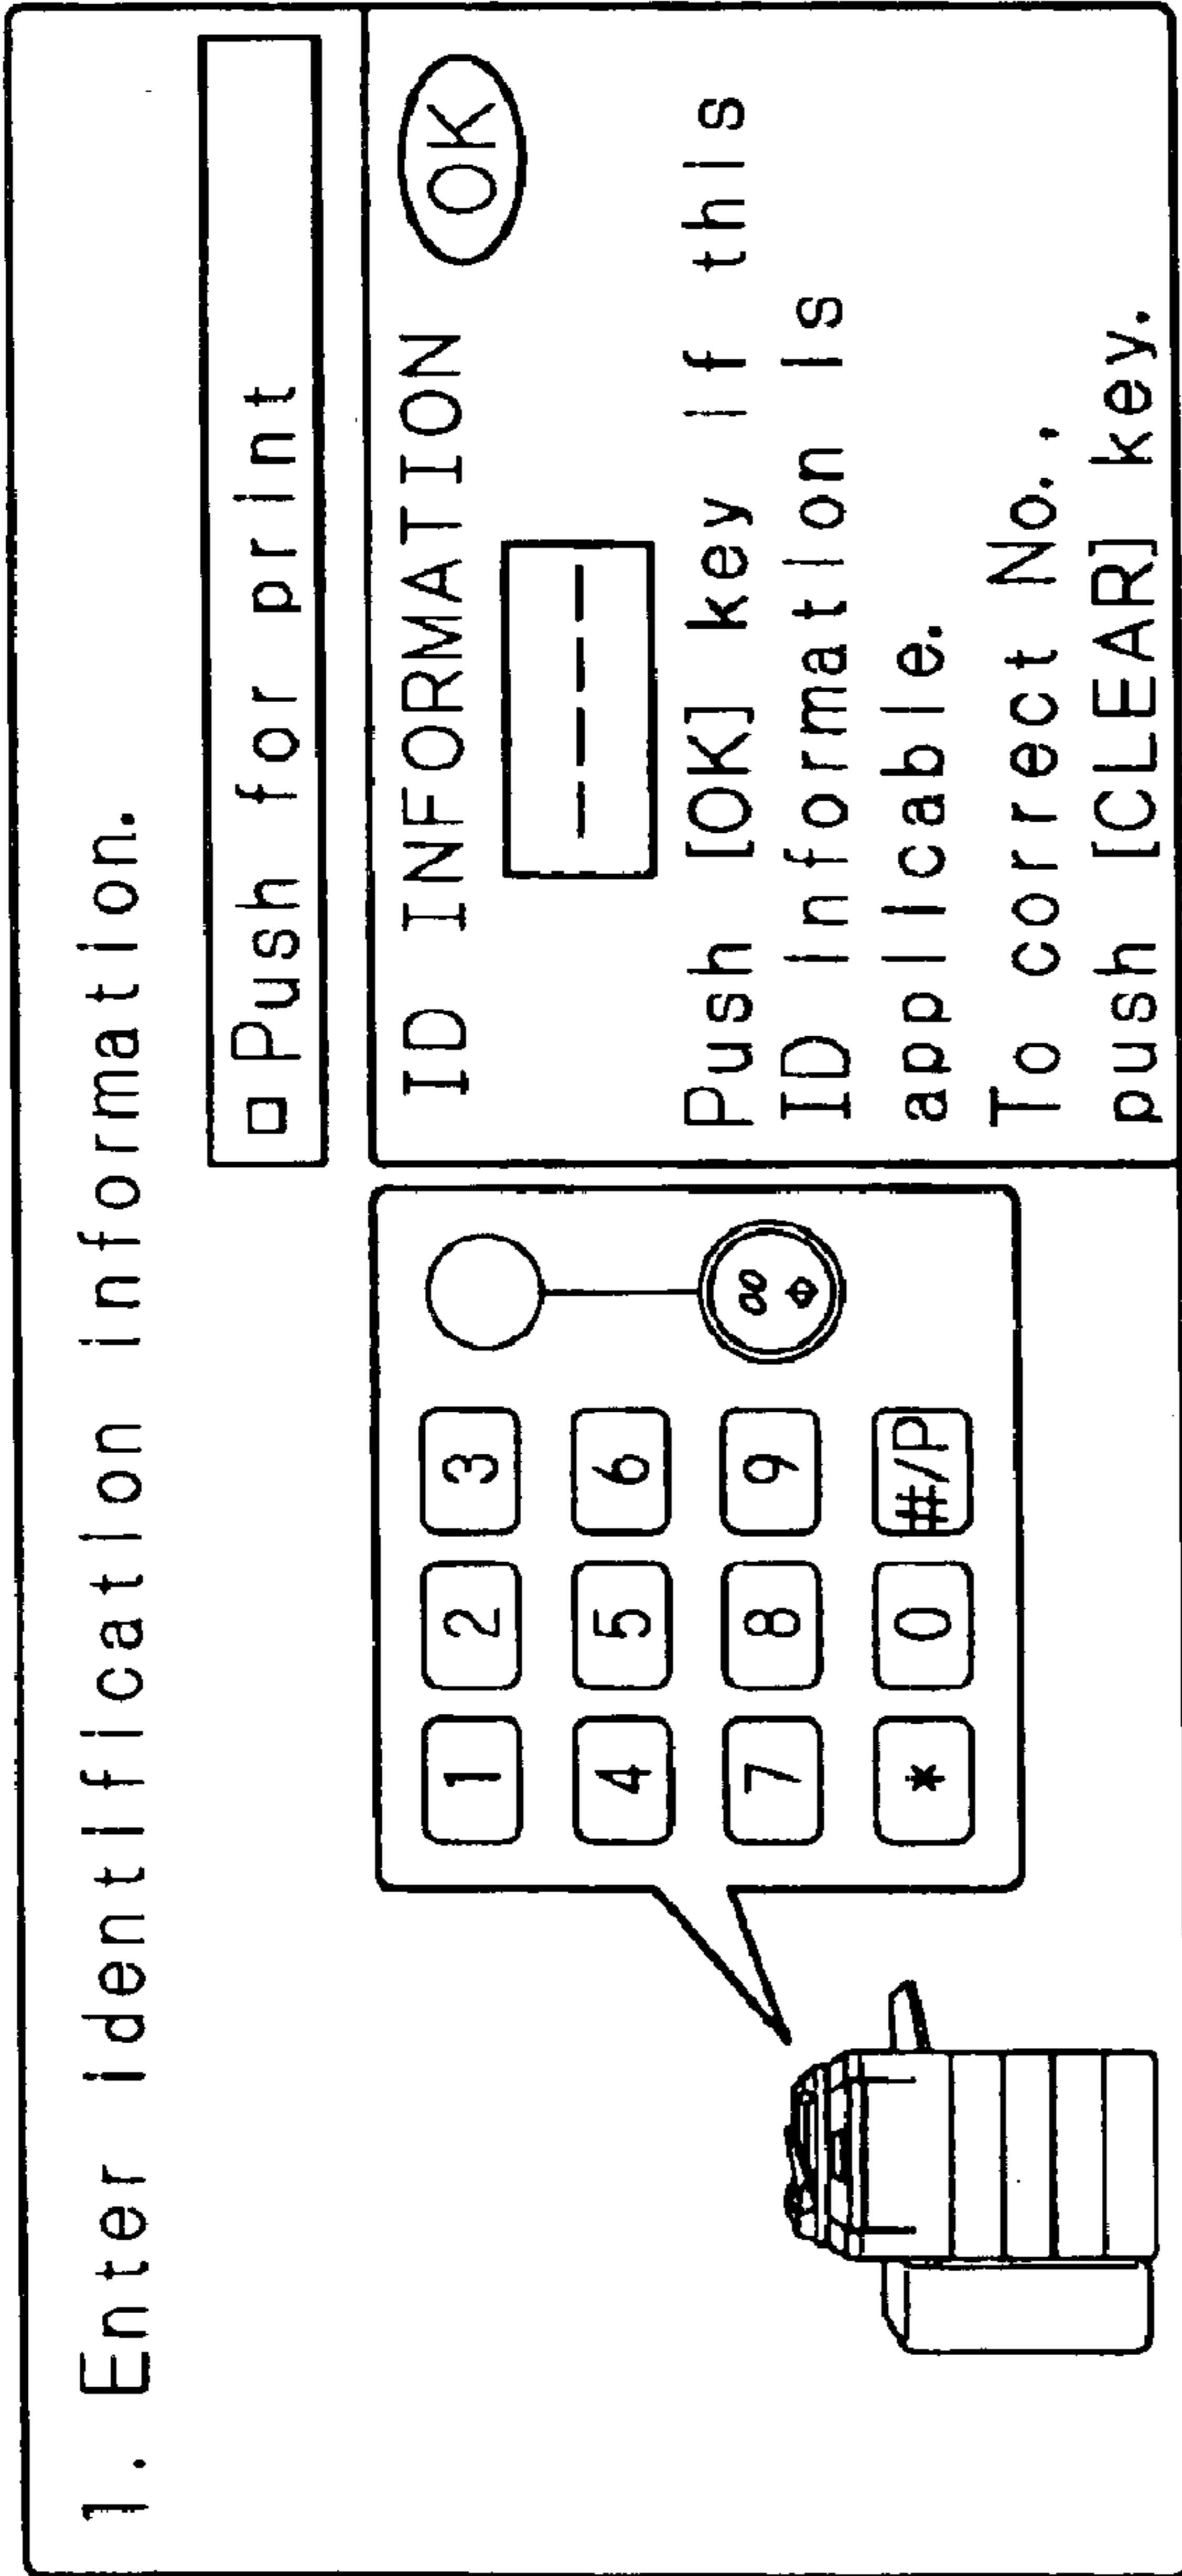 1. Enter identification information.
Push for print
1 2 3
4 5 6
7 8 9
* 0 #/P
ID INFORMATION OK
-----
Push [OK] key if this
ID information is
applicable.
To correct No.,
push [CLEAR] key.